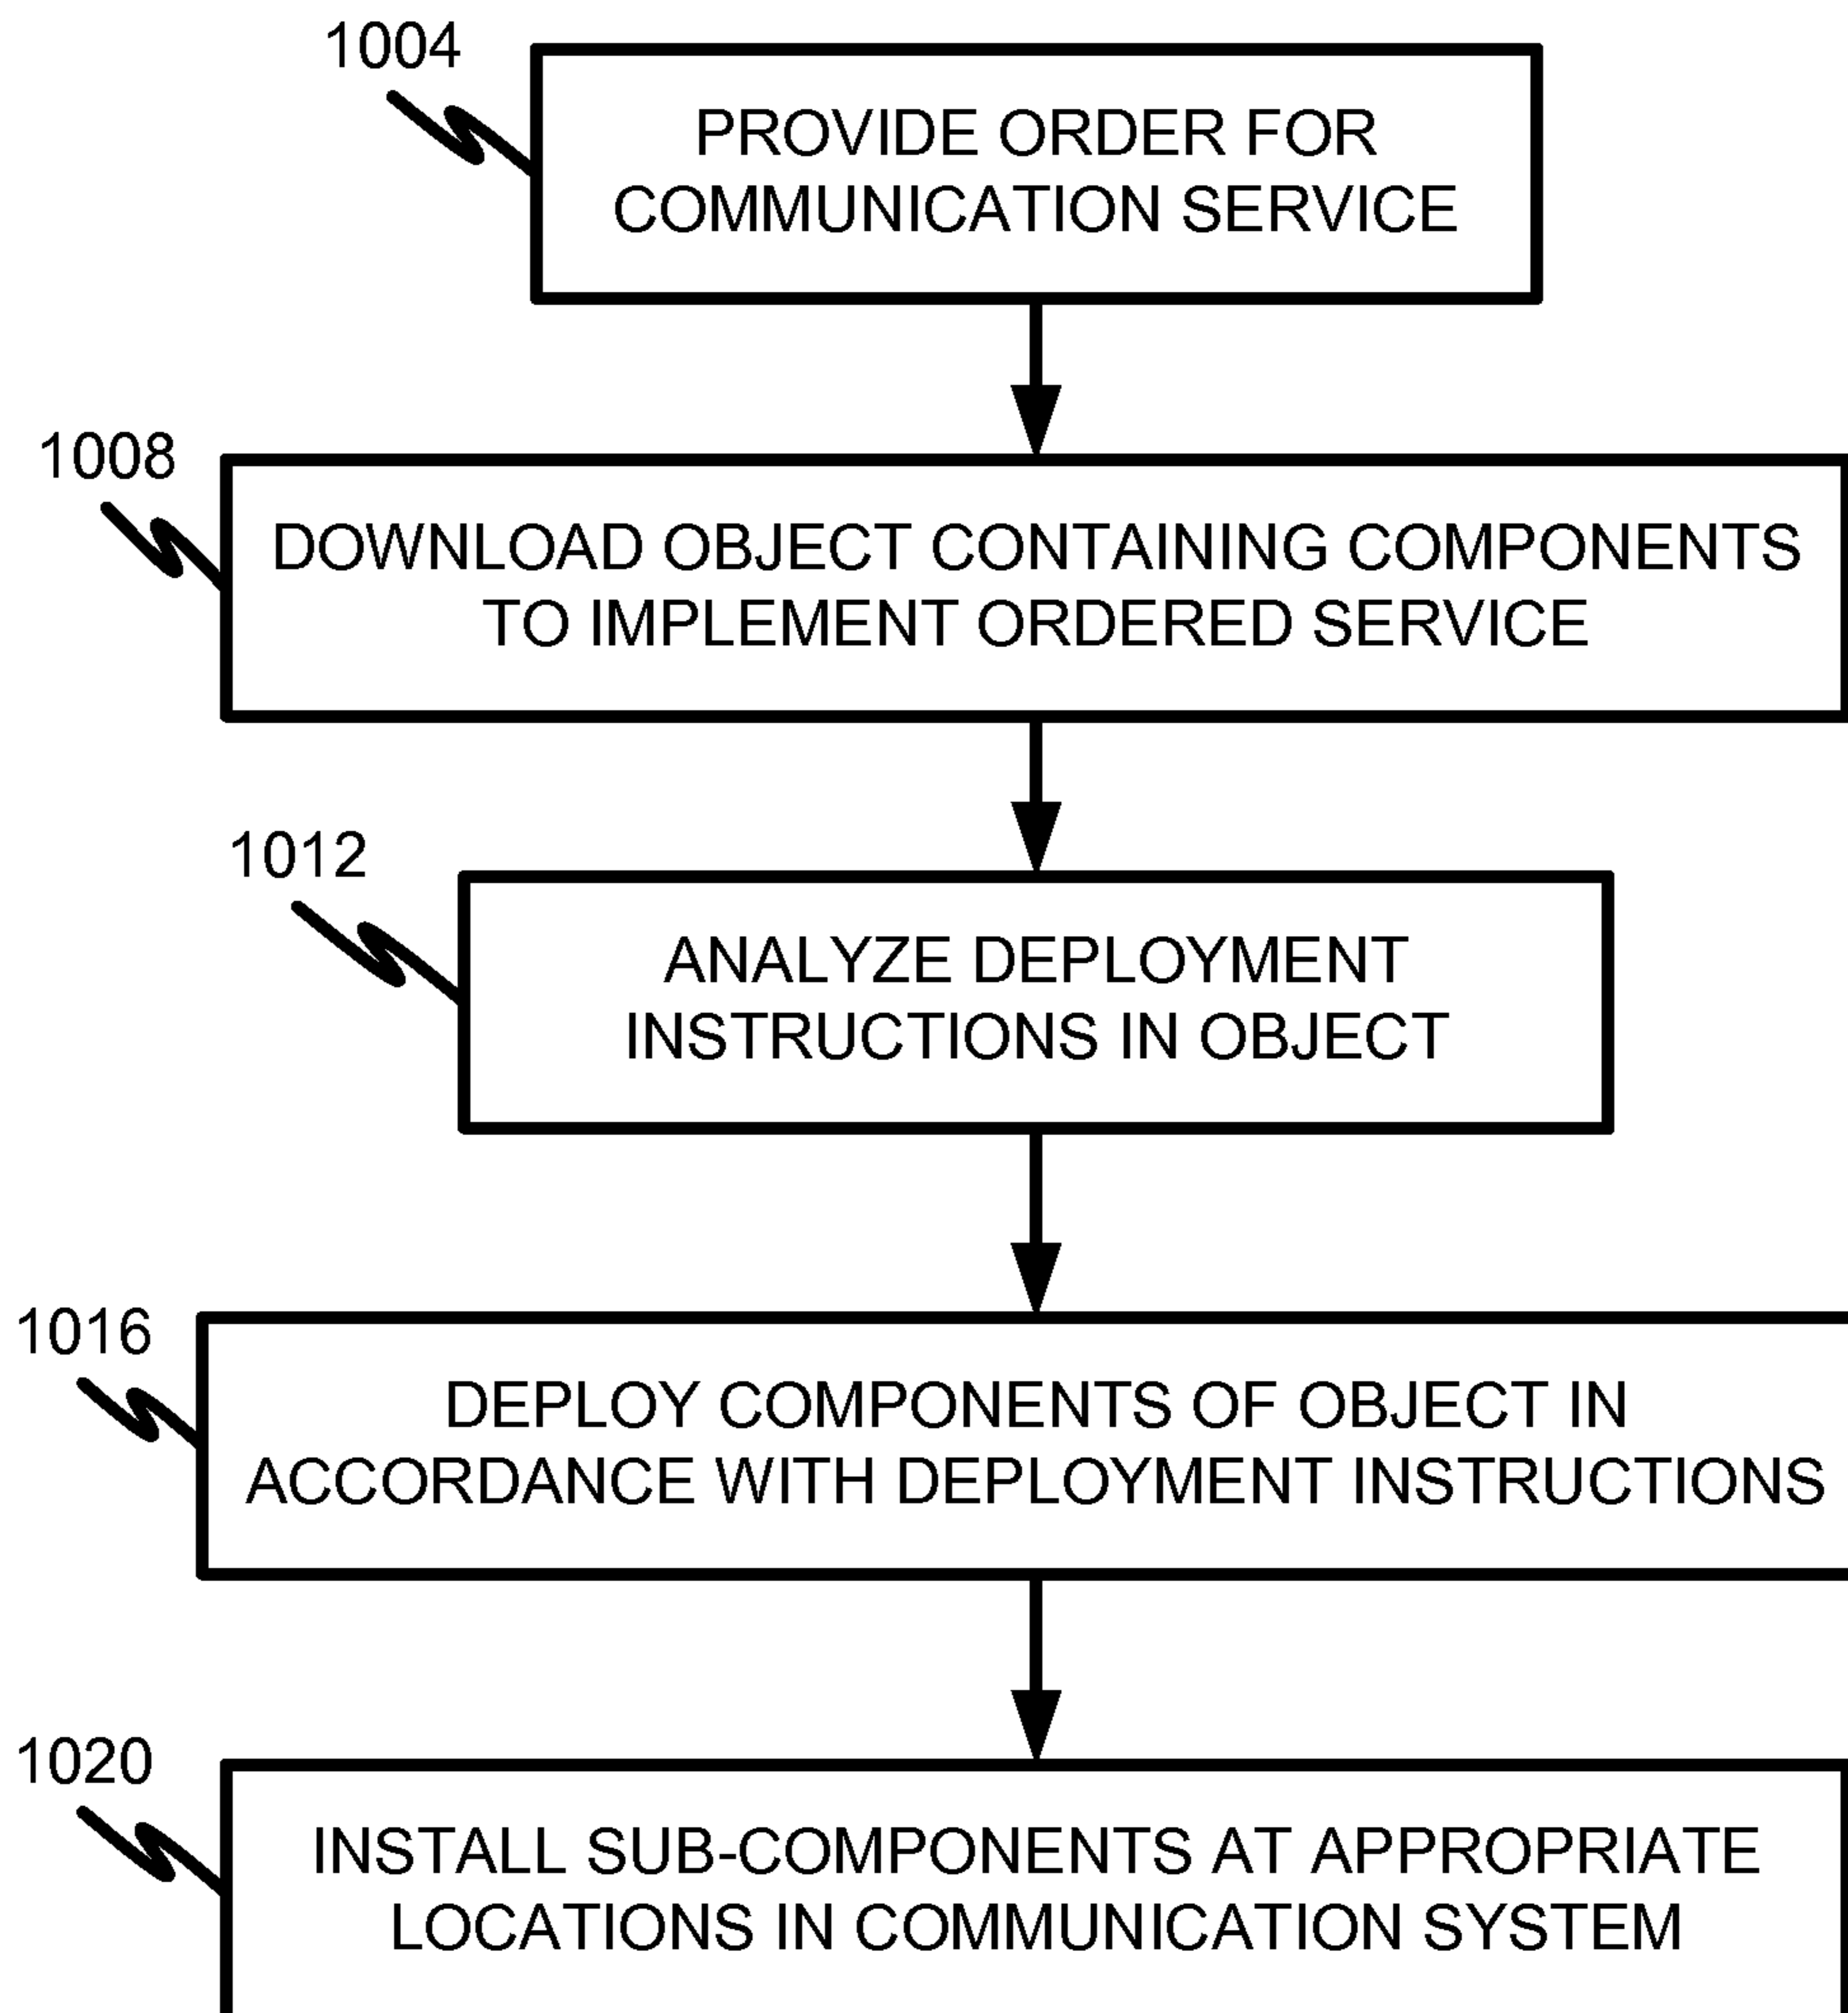 1004
PROVIDE ORDER FOR
COMMUNICATION SERVICE
1008
DOWNLOAD OBJECT CONTAINING COMPONENTS
TO IMPLEMENT ORDERED SERVICE
1012
ANALYZE DEPLOYMENT
INSTRUCTIONS IN OBJECT
1016
DEPLOY COMPONENTS OF OBJECT IN
ACCORDANCE WITH DEPLOYMENT INSTRUCTIONS
1020
INSTALL SUB-COMPONENTS AT APPROPRIATE
LOCATIONS IN COMMUNICATION SYSTEM